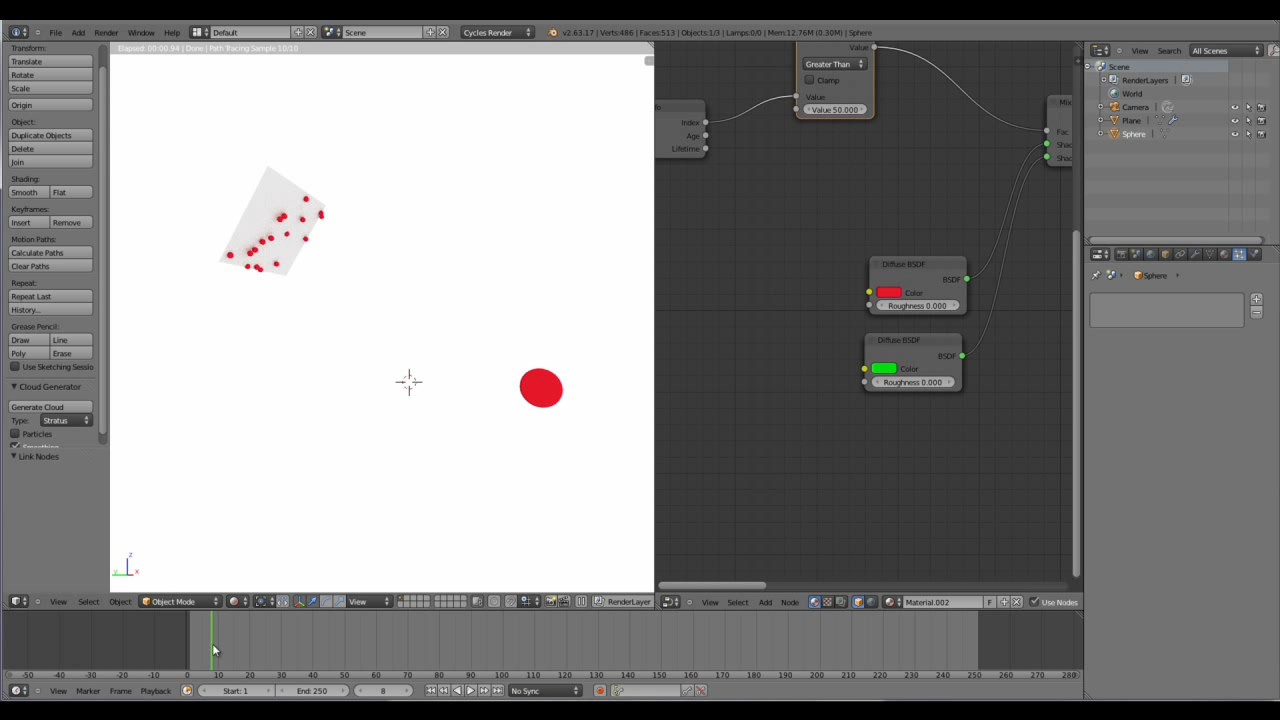 File Add Render Window Help Default Scene Cycles Render v2.63.17 | Verts:486 | Faces:513 | Objects:1/3 | Lamps:0/0 | Mem:12.76M (0.30M) | Sphere
Elapsed: 00:00.94 | Done | Path Tracing Sample 10/10
Transform:
Translate
Rotate
Scale
Origin
Object:
Duplicate Objects
Delete
Join
Shading:
Smooth Flat
Keyframes:
Insert Remove
Motion Paths:
Calculate Paths
Clear Paths
Repeat:
Repeat Last
History...
Grease Pencil:
Draw Line
Poly Erase
Use Sketching Sessio
Cloud Generator
Generate Cloud
Type: Stratus
Particles
Smoothing
Link Nodes
z
y x
View Select Object Object Mode View RenderLayer
Value
Greater Than
Clamp
Value
Value 50.000
Index
Age
Lifetime
Mix
Fac
Shad
Shad
Diffuse BSDF
BSDF
Color
Roughness 0.000
Diffuse BSDF
BSDF
Color
Roughness 0.000
View Select Add Node Material.002 F Use Nodes
View Search All Scenes
Scene
RenderLayers
World
Camera
Plane
Sphere
Sphere
-50 -40 -30 -20 -10 0 10 20 30 40 50 60 70 80 90 100 110 120 130 140 150 160 170 180 190 200 210 220 230 240 250 260 270 280
View Marker Frame Playback Start: 1 End: 250 8 No Sync